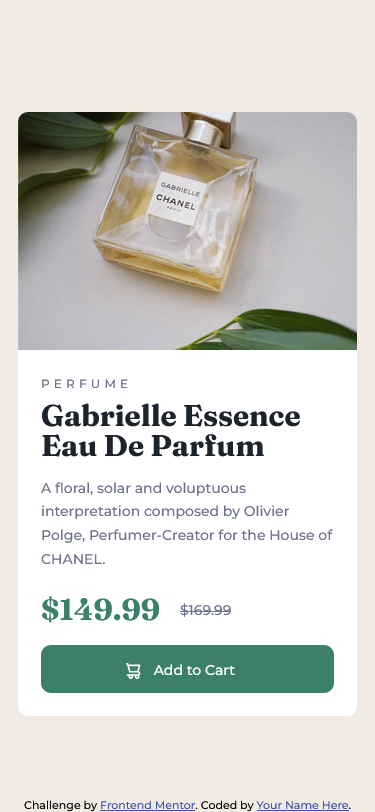 GABRIELLE
CHANEL
PARIS
PERFUME
Gabrielle Essence
Eau De Parfum
A floral, solar and voluptuous
interpretation composed by Olivier
Polge, Perfumer-Creator for the House of
CHANEL.
$149.99 $169.99
Add to Cart
Challenge by Frontend Mentor. Coded by Your Name Here.